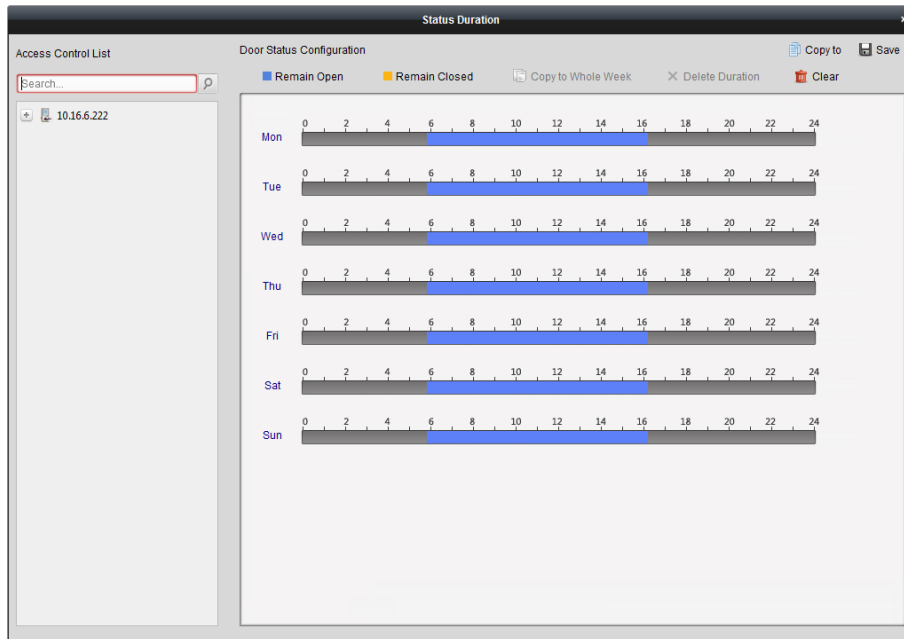 Status Duration
×
Access Control List
Search...
10.16.6.222
Door Status Configuration
Copy to
Save
Remain Open
Remain Closed
Copy to Whole Week
Delete Duration
Clear
Mon
0 2 4 6 8 10 12 14 16 18 20 22 24
Tue
0 2 4 6 8 10 12 14 16 18 20 22 24
Wed
0 2 4 6 8 10 12 14 16 18 20 22 24
Thu
0 2 4 6 8 10 12 14 16 18 20 22 24
Fri
0 2 4 6 8 10 12 14 16 18 20 22 24
Sat
0 2 4 6 8 10 12 14 16 18 20 22 24
Sun
0 2 4 6 8 10 12 14 16 18 20 22 24